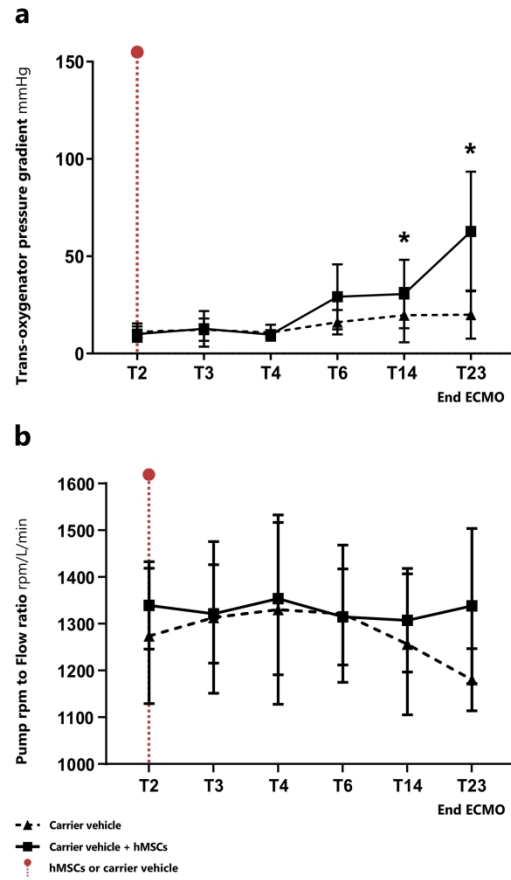 a
Trans-oxygenator pressure gradient mmHg
150
100
50
0
*
*
T2 T3 T4 T6 T14 T23
End ECMO
b
Pump rpm to Flow ratio rpm/L/min
1600
1500
1400
1300
1200
1100
1000
T2 T3 T4 T6 T14 T23
End ECMO
Carrier vehicle
Carrier vehicle + hMSCs
hMSCs or carrier vehicle